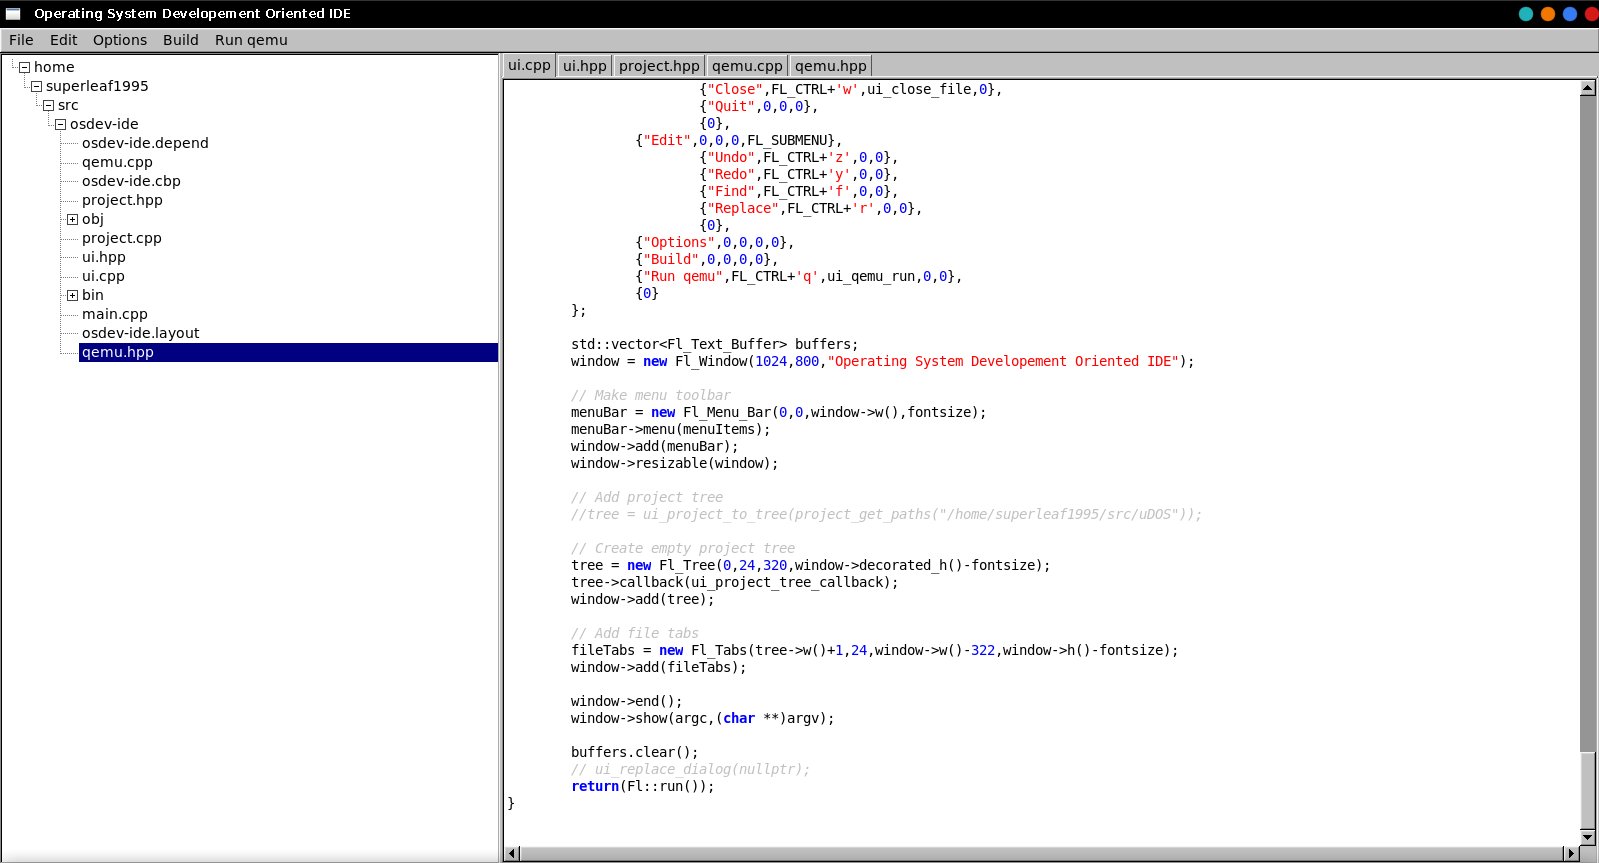 Operating System Developement Oriented IDE
File Edit Options Build Run qemu
home
superleaf1995
src
osdev-ide
osdev-ide.depend
qemu.cpp
osdev-ide.cbp
project.hpp
obj
project.cpp
ui.hpp
ui.cpp
bin
main.cpp
osdev-ide.layout
qemu.hpp
ui.cpp ui.hpp project.hpp qemu.cpp qemu.hpp
{"Close",FL_CTRL+'w',ui_close_file,0},
{"Quit",0,0,0},
{0},
{"Edit",0,0,0,FL_SUBMENU},
{"Undo",FL_CTRL+'z',0,0},
{"Redo",FL_CTRL+'y',0,0},
{"Find",FL_CTRL+'f',0,0},
{"Replace",FL_CTRL+'r',0,0},
{0},
{"Options",0,0,0,0},
{"Build",0,0,0,0},
{"Run qemu",FL_CTRL+'q',ui_qemu_run,0,0},
{0}
};
std::vector<Fl_Text_Buffer> buffers;
window = new Fl_Window(1024,800,"Operating System Developement Oriented IDE");
// Make menu toolbar
menuBar = new Fl_Menu_Bar(0,0,window->w(),fontsize);
menuBar->menu(menuItems);
window->add(menuBar);
window->resizable(window);
// Add project tree
//tree = ui_project_to_tree(project_get_paths("/home/superleaf1995/src/uDOS"));
// Create empty project tree
tree = new Fl_Tree(0,24,320,window->decorated_h()-fontsize);
tree->callback(ui_project_tree_callback);
window->add(tree);
// Add file tabs
fileTabs = new Fl_Tabs(tree->w()+1,24,window->w()-322,window->h()-fontsize);
window->add(fileTabs);
window->end();
window->show(argc,(char **)argv);
buffers.clear();
// ui_replace_dialog(nullptr);
return(Fl::run());
}